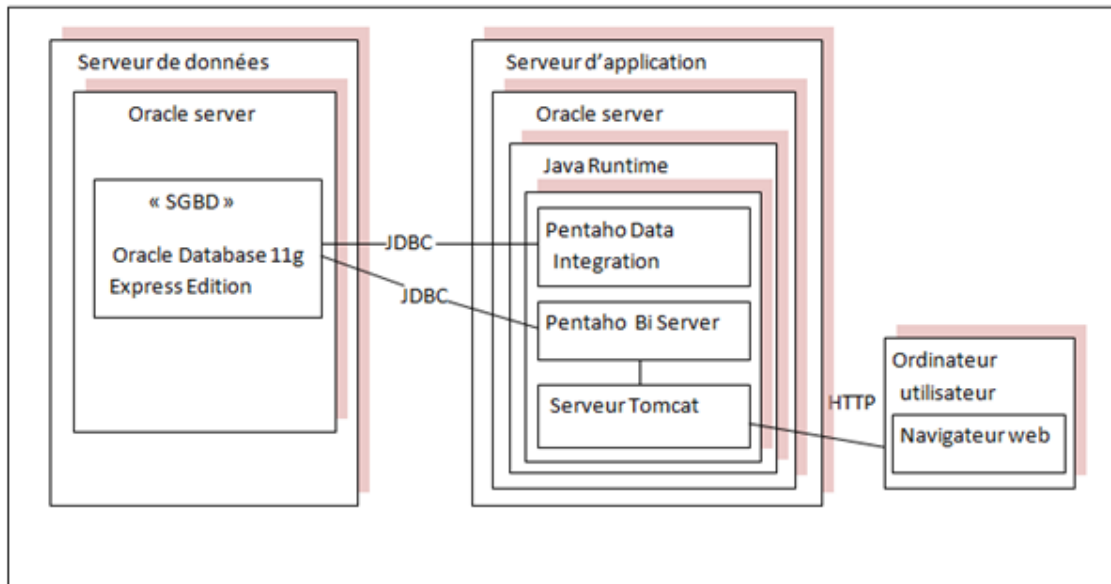 Serveur de données
Oracle server
« SGBD »
Oracle Database 11g
Express Edition
JDBC
JDBC
Serveur d'application
Oracle server
Java Runtime
Pentaho Data
Integration
Pentaho Bi Server
Serveur Tomcat
HTTP
Ordinateur
utilisateur
Navigateur web